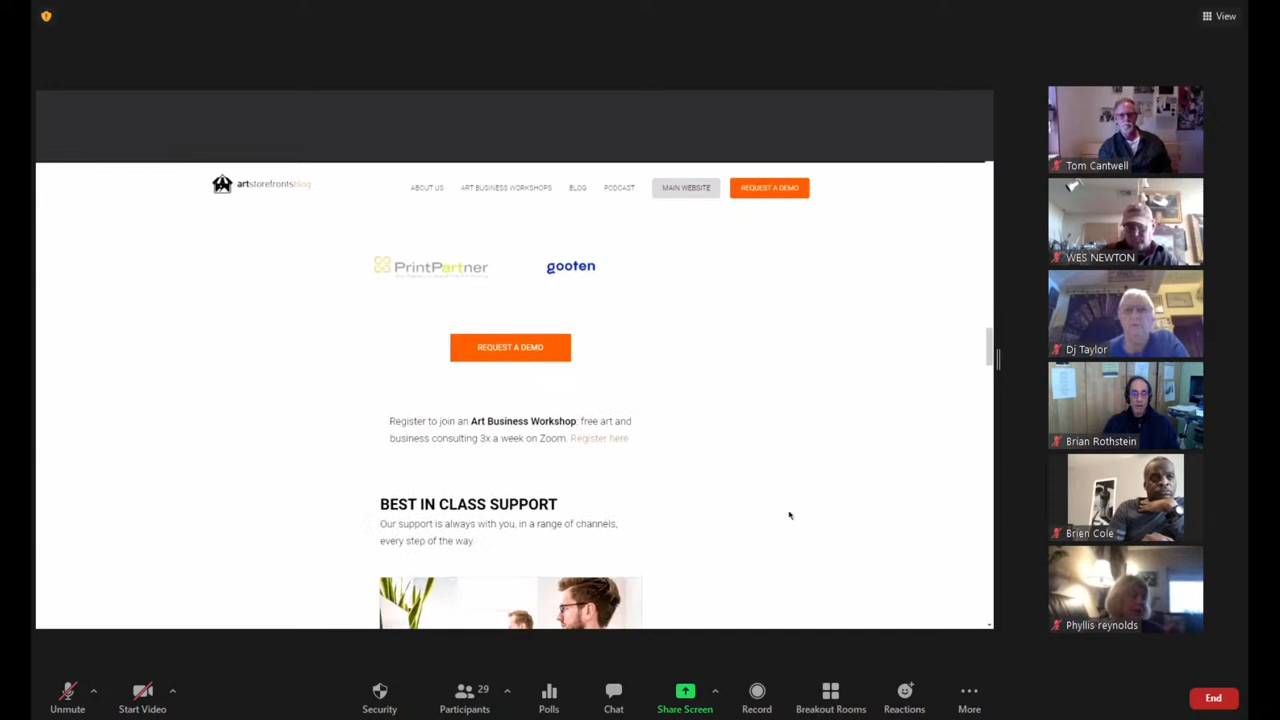 View
artstorefrontsblog
ABOUT US
ART BUSINESS WORKSHOPS
BLOG
PODCAST
MAIN WEBSITE
REQUEST A DEMO
PrintPartner
gooten
REQUEST A DEMO
Register to join an Art Business Workshop: free art and
business consulting 3x a week on Zoom. Register here
BEST IN CLASS SUPPORT
Our support is always with you, in a range of channels,
every step of the way.
Tom Cantwell
WES NEWTON
Dj Taylor
Brian Rothstein
Brien Cole
Phyllis reynolds
Unmute
Start Video
Security
Participants
29
Polls
Chat
Share Screen
Record
Breakout Rooms
Reactions
More
End